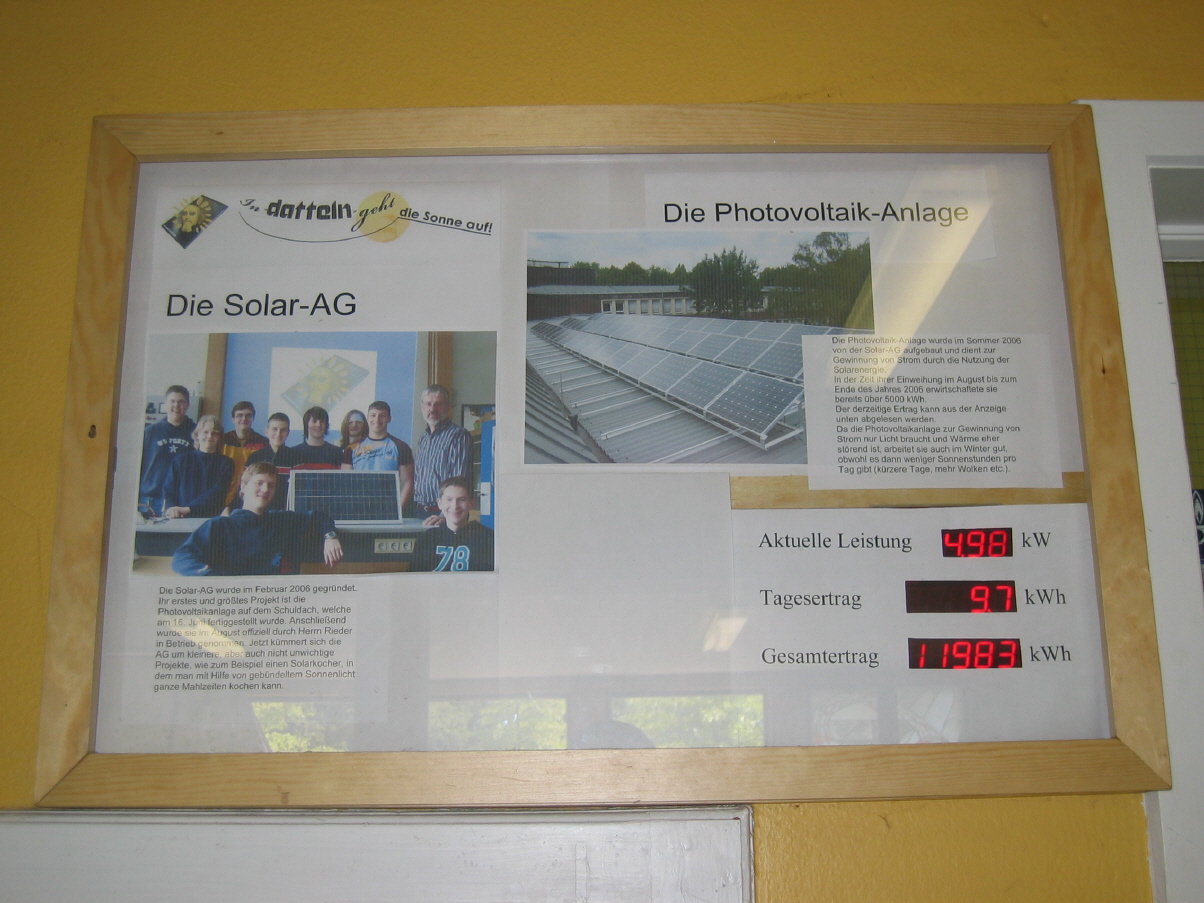 In datteln geht die Sonne auf!
Die Solar-AG
78
Die Solar-AG wurde im Februar 2006 gegründet.
Ihr erstes und größtes Projekt ist die
Photovoltaikanlage auf dem Schuldach, welche
am 16. Juni fertiggestellt wurde. Anschließend
wurde sie im August offiziell durch Herrn Rieder
in Betrieb genommen. Jetzt kümmert sich die
AG um kleinere, aber auch nicht unwichtige
Projekte, wie zum Beispiel einen Solarkocher, in
dem man mit Hilfe von gebündeltem Sonnenlicht
ganze Mahlzeiten kochen kann.
Die Photovoltaik-Anlage
Die Photovoltaik-Anlage wurde im Sommer 2006
von der Solar-AG aufgebaut und dient zur
Gewinnung von Strom durch die Nutzung der
Solarenergie.
In der Zeit ihrer Einweihung im August bis zum
Ende des Jahres 2006 erwirtschaftete sie
bereits über 5000 kWh.
Der derzeitige Ertrag kann aus der Anzeige
unten abgelesen werden.
Da die Photovoltaikanlage zur Gewinnung von
Strom nur Licht braucht und Wärme eher
störend ist, arbeitet sie auch im Winter gut,
obwohl es dann weniger Sonnenstunden pro
Tag gibt (kürzere Tage, mehr Wolken etc.).
Aktuelle Leistung 4.98 kW
Tagesertrag 9.7 kWh
Gesamtertrag 11983 kWh